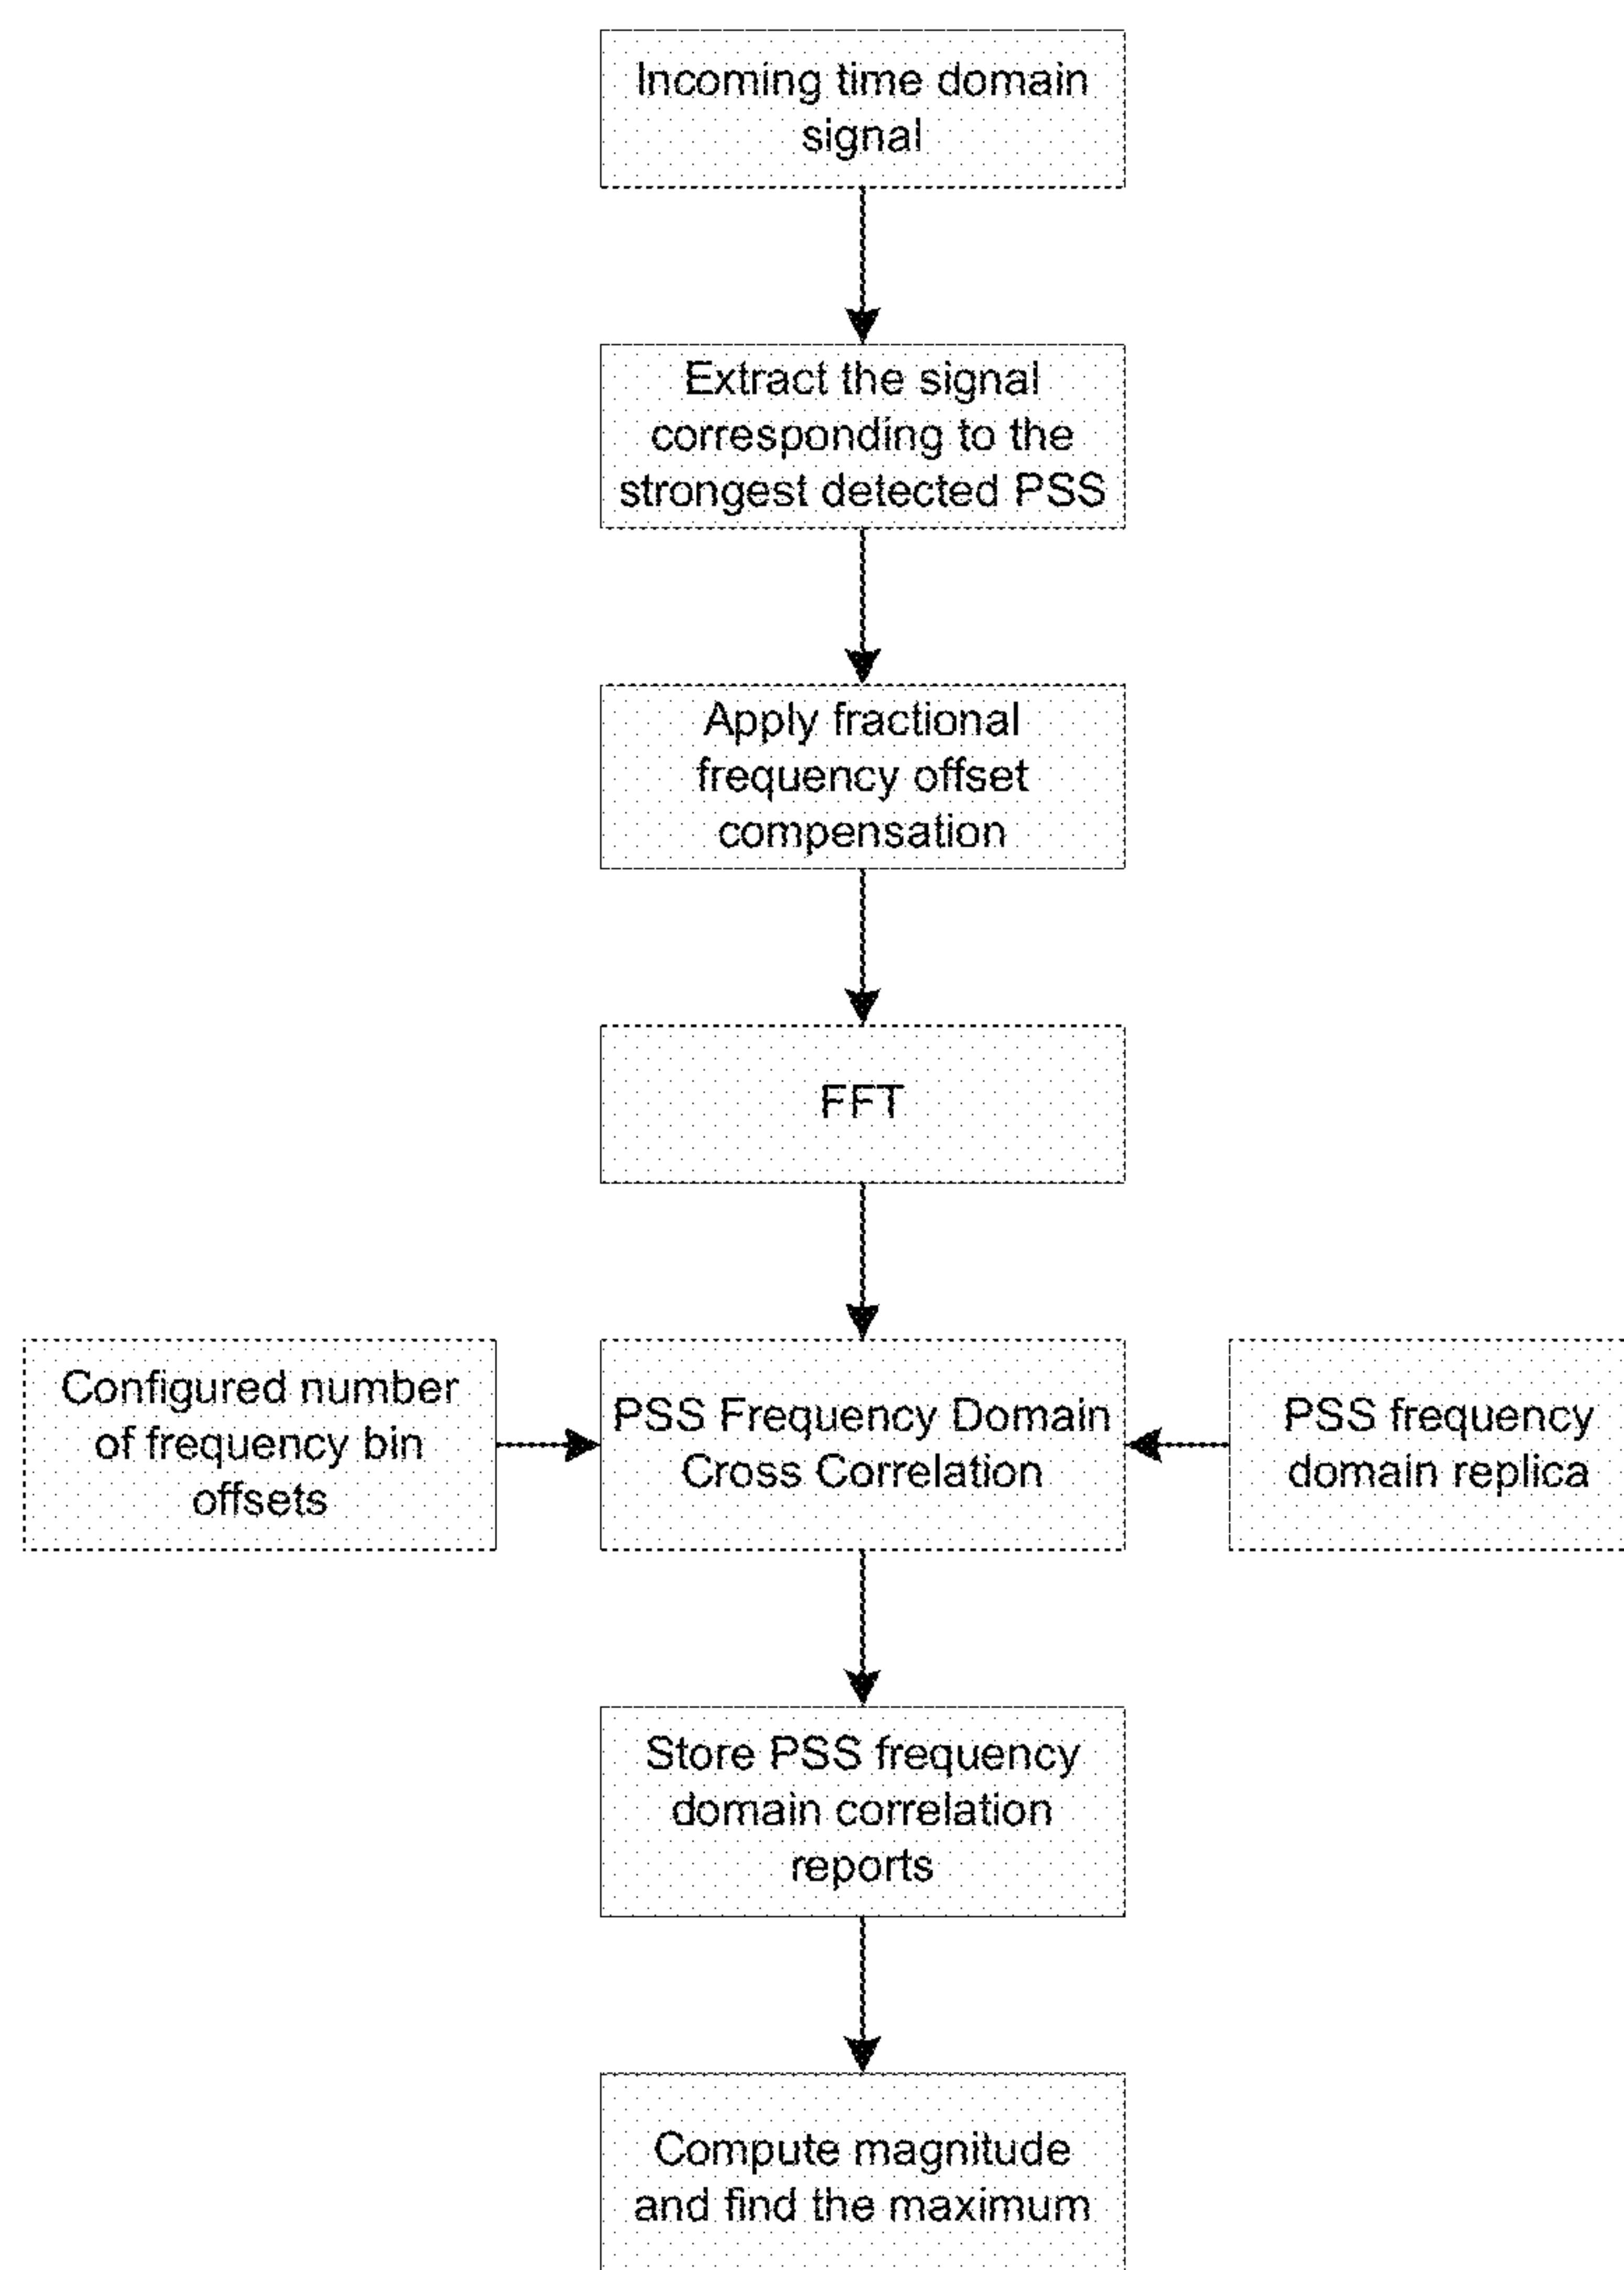 Incoming time domain
signal
Extract the signal
corresponding to the
strongest detected PSS
Apply fractional
frequency offset
compensation
FFT
Configured number
of frequency bin
offsets
PSS Frequency Domain
Cross Correlation
PSS frequency
domain replica
Store PSS frequency
domain correlation
reports
Compute magnitude
and find the maximum